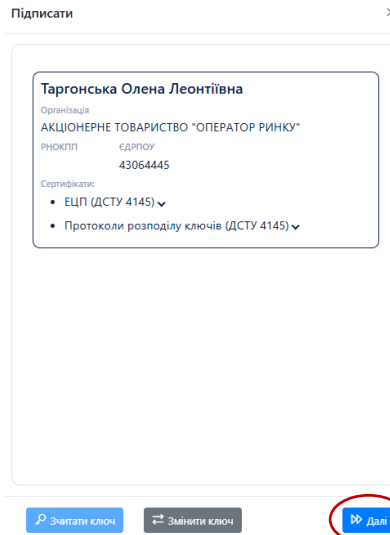 Підписати
Таргонська Олена Леонтіївна
Організація
АКЦІОНЕРНЕ ТОВАРИСТВО "ОПЕРАТОР РИНКУ"
РНОКПП ЄДРПОУ
43064445
Сертифікати:
• ЕЦП (ДСТУ 4145)
• Протоколи розподілу ключів (ДСТУ 4145)
Зчитати ключ Змінити ключ Далі